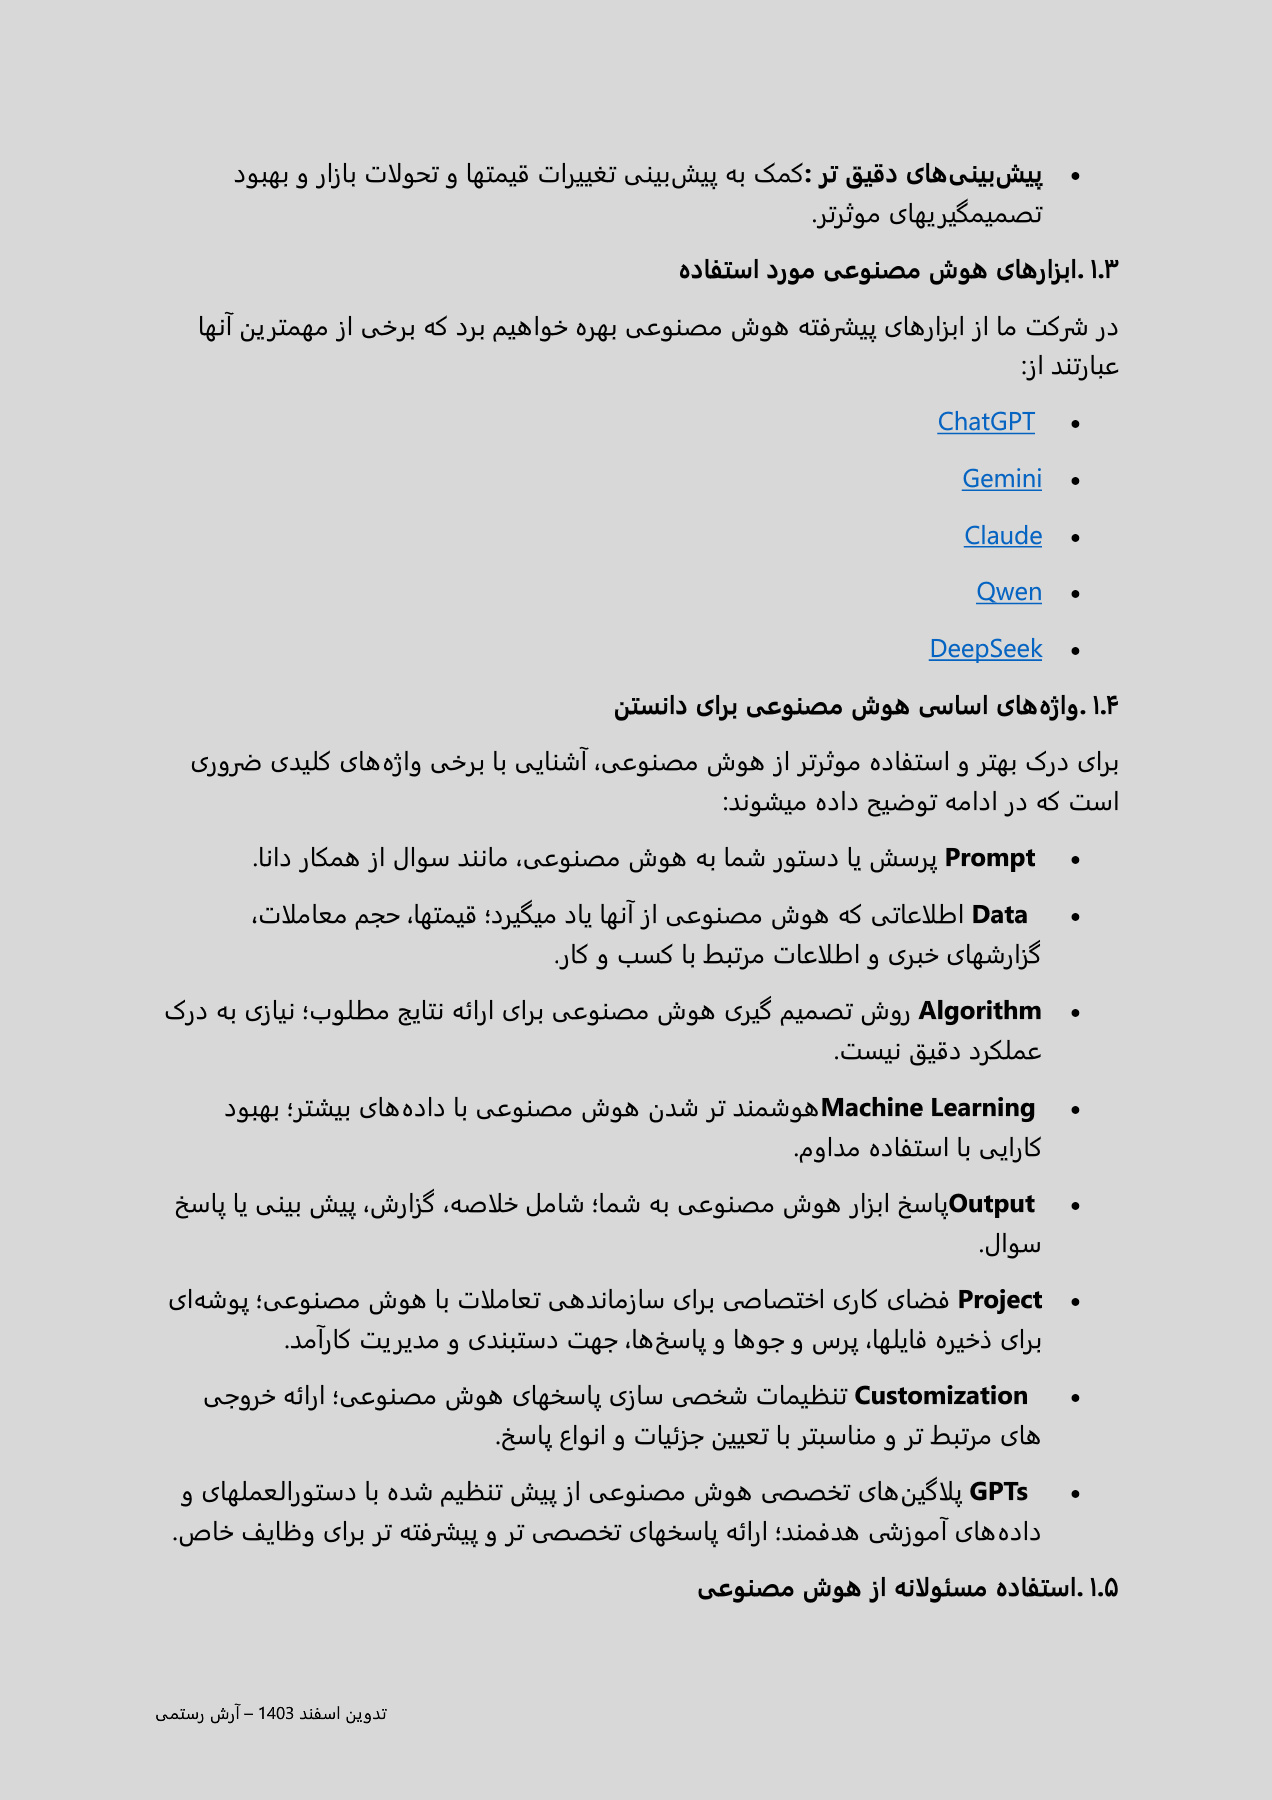 • پیش‌بینی‌های دقیق تر :کمک به پیش‌بینی تغییرات قیمتها و تحولات بازار و بهبود
تصمیمگیریهای موثرتر.
۱.۳ .ابزارهای هوش مصنوعی مورد استفاده
در شرکت ما از ابزارهای پیشرفته هوش مصنوعی بهره خواهیم برد که برخی از مهمترین آنها
عبارتند از:
• ChatGPT
• Gemini
• Claude
• Qwen
• DeepSeek
۱.۴ .واژه‌های اساسی هوش مصنوعی برای دانستن
برای درک بهتر و استفاده موثرتر از هوش مصنوعی، آشنایی با برخی واژه‌های کلیدی ضروری
است که در ادامه توضیح داده میشوند:
• Prompt پرسش یا دستور شما به هوش مصنوعی، مانند سوال از همکار دانا.
• Data اطلاعاتی که هوش مصنوعی از آنها یاد میگیرد؛ قیمتها، حجم معاملات،
گزارشهای خبری و اطلاعات مرتبط با کسب و کار.
• Algorithm روش تصمیم گیری هوش مصنوعی برای ارائه نتایج مطلوب؛ نیازی به درک
عملکرد دقیق نیست.
• Machine Learningهوشمند تر شدن هوش مصنوعی با داده‌های بیشتر؛ بهبود
کارایی با استفاده مداوم.
• Outputپاسخ ابزار هوش مصنوعی به شما؛ شامل خلاصه، گزارش، پیش بینی یا پاسخ
سوال.
• Project فضای کاری اختصاصی برای سازماندهی تعاملات با هوش مصنوعی؛ پوشه‌ای
برای ذخیره فایلها، پرس و جوها و پاسخ‌ها، جهت دستبندی و مدیریت کارآمد.
• Customization تنظیمات شخصی سازی پاسخهای هوش مصنوعی؛ ارائه خروجی
های مرتبط تر و مناسبتر با تعیین جزئیات و انواع پاسخ.
• GPTs پلاگین‌های تخصصی هوش مصنوعی از پیش تنظیم شده با دستورالعملهای و
داده‌های آموزشی هدفمند؛ ارائه پاسخهای تخصصی تر و پیشرفته تر برای وظایف خاص.
۱.۵ .استفاده مسئولانه از هوش مصنوعی
تدوین اسفند 1403 – آرش رستمی